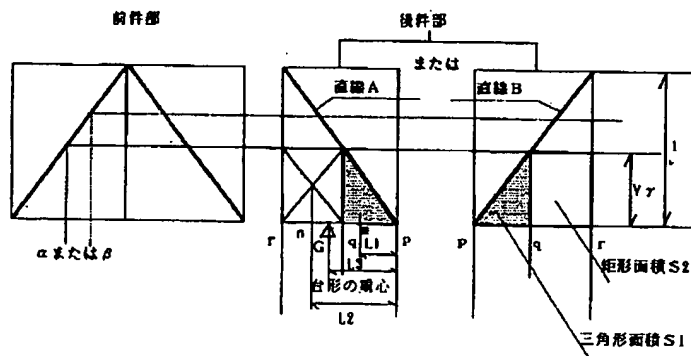 前件部
後件部
または
直線A
直線B
1
Yγ
r
n
G
q
m
L1
p
L3
台形の重心
L2
p
q
r
αまたはβ
矩形面積S2
三角形面積S1